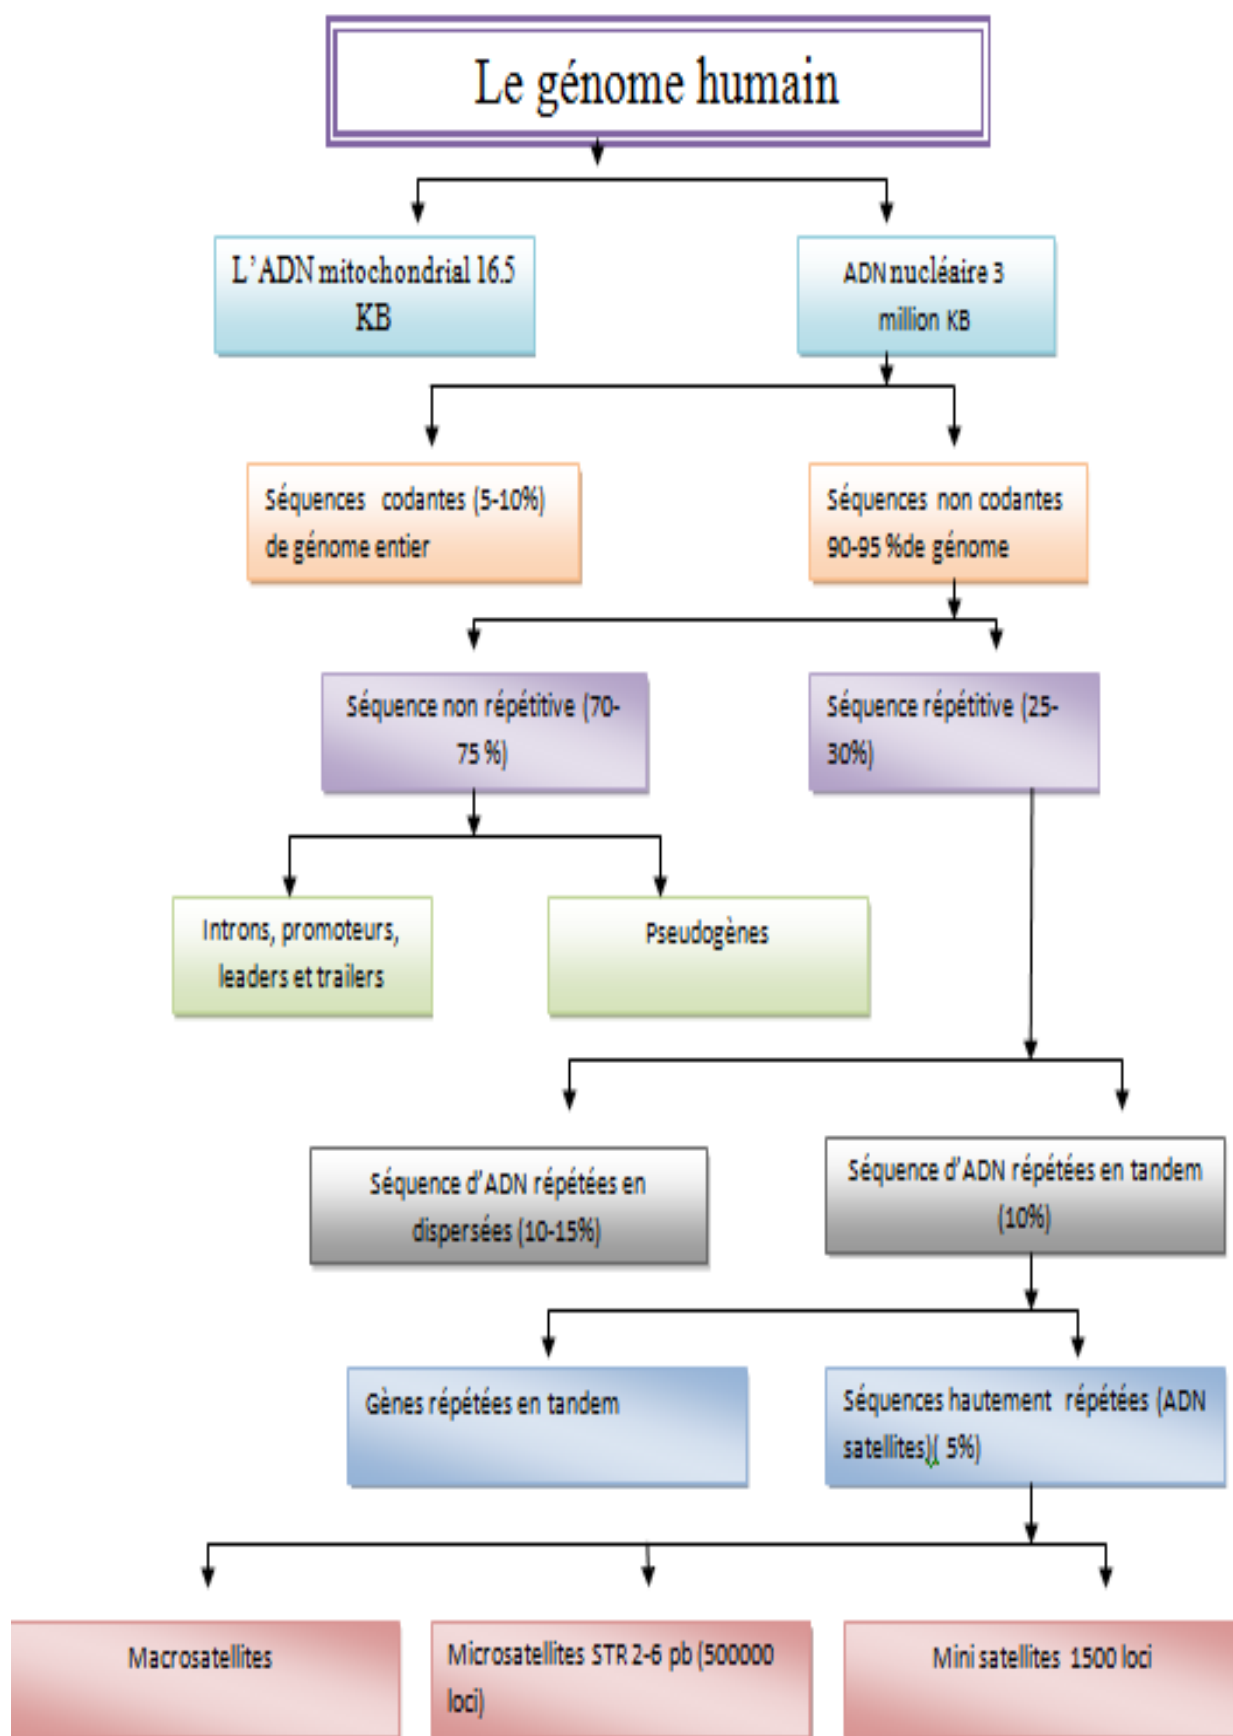 Le génome humain
L'ADN mitochondrial 16.5
KB
ADN nucléaire 3
million KB
Séquences codantes (5-10%)
de génome entier
Séquences non codantes
90-95 %de génome
Séquence non répétitive (70-
75 %)
Séquence répétitive (25-
30%)
Introns, promoteurs,
leaders et trailers
Pseudogènes
Séquence d'ADN répétées en
dispersées (10-15%)
Séquence d'ADN répétées en tandem
(10%)
Gènes répétées en tandem
Séquences hautement répétées (ADN
satellites)( 5%)
Macrosatellites
Microsatellites STR 2-6 pb (500000
loci)
Mini satellites 1500 loci